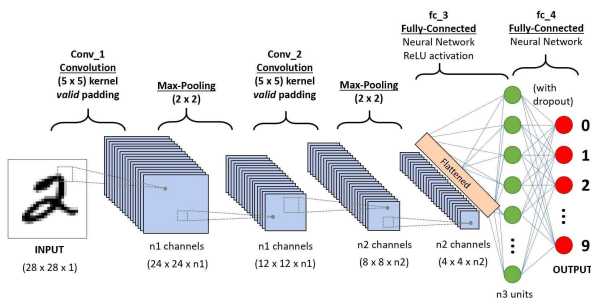 Conv_1
Convolution
(5 x 5) kernel
valid padding
Max-Pooling
(2 x 2)
Conv_2
Convolution
(5 x 5) kernel
valid padding
Max-Pooling
(2 x 2)
fc_3
Fully-Connected
Neural Network
ReLU activation
fc_4
Fully-Connected
Neural Network
(with
dropout)
Flattened
0
1
2
9
2
INPUT
(28 x 28 x 1)
n1 channels
(24 x 24 x n1)
n1 channels
(12 x 12 x n1)
n2 channels
(8 x 8 x n2)
n2 channels
(4 x 4 x n2)
OUTPUT
n3 units